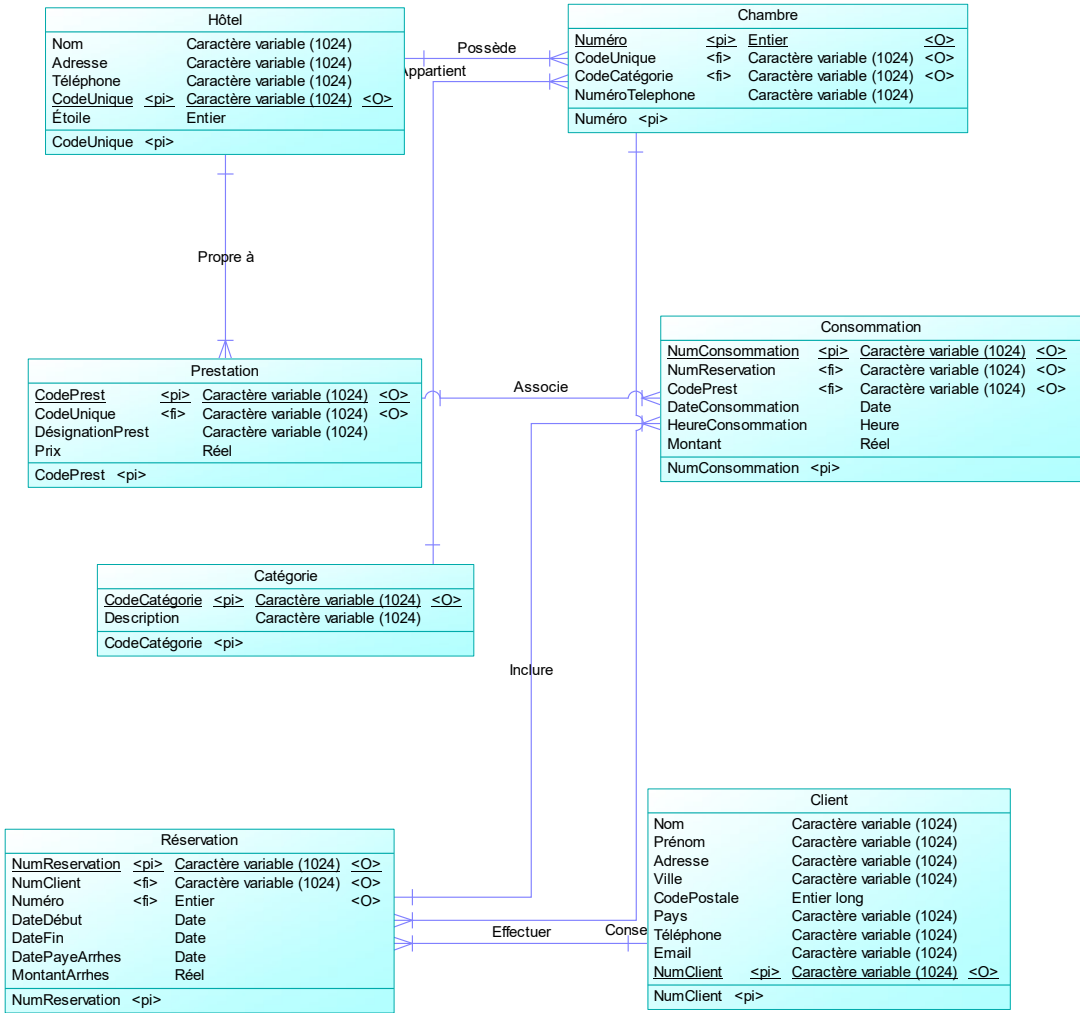 Hôtel
Nom Caractère variable (1024)
Adresse Caractère variable (1024)
Téléphone Caractère variable (1024)
CodeUnique <pi> Caractère variable (1024) <O>
Étoile Entier
CodeUnique <pi>
Chambre
Numéro <pi> Entier <O>
CodeUnique <fi> Caractère variable (1024) <O>
CodeCatégorie <fi> Caractère variable (1024) <O>
NuméroTelephone Caractère variable (1024)
Numéro <pi>
Possède
Appartient
Propre à
Prestation
CodePrest <pi> Caractère variable (1024) <O>
CodeUnique <fi> Caractère variable (1024) <O>
DésignationPrest Caractère variable (1024)
Prix Réel
CodePrest <pi>
Associe
Consommation
NumConsommation <pi> Caractère variable (1024) <O>
NumReservation <fi> Caractère variable (1024) <O>
CodePrest <fi> Caractère variable (1024) <O>
DateConsommation Date
HeureConsommation Heure
Montant Réel
NumConsommation <pi>
Catégorie
CodeCatégorie <pi> Caractère variable (1024) <O>
Description Caractère variable (1024)
CodeCatégorie <pi>
Inclure
Réservation
NumReservation <pi> Caractère variable (1024) <O>
NumClient <fi> Caractère variable (1024) <O>
Numéro <fi> Entier <O>
DateDébut Date
DateFin Date
DatePayeArrhes Date
MontantArrhes Réel
NumReservation <pi>
Effectuer
Conse
Client
Nom Caractère variable (1024)
Prénom Caractère variable (1024)
Adresse Caractère variable (1024)
Ville Caractère variable (1024)
CodePostale Entier long
Pays Caractère variable (1024)
Téléphone Caractère variable (1024)
Email Caractère variable (1024)
NumClient <pi> Caractère variable (1024) <O>
NumClient <pi>